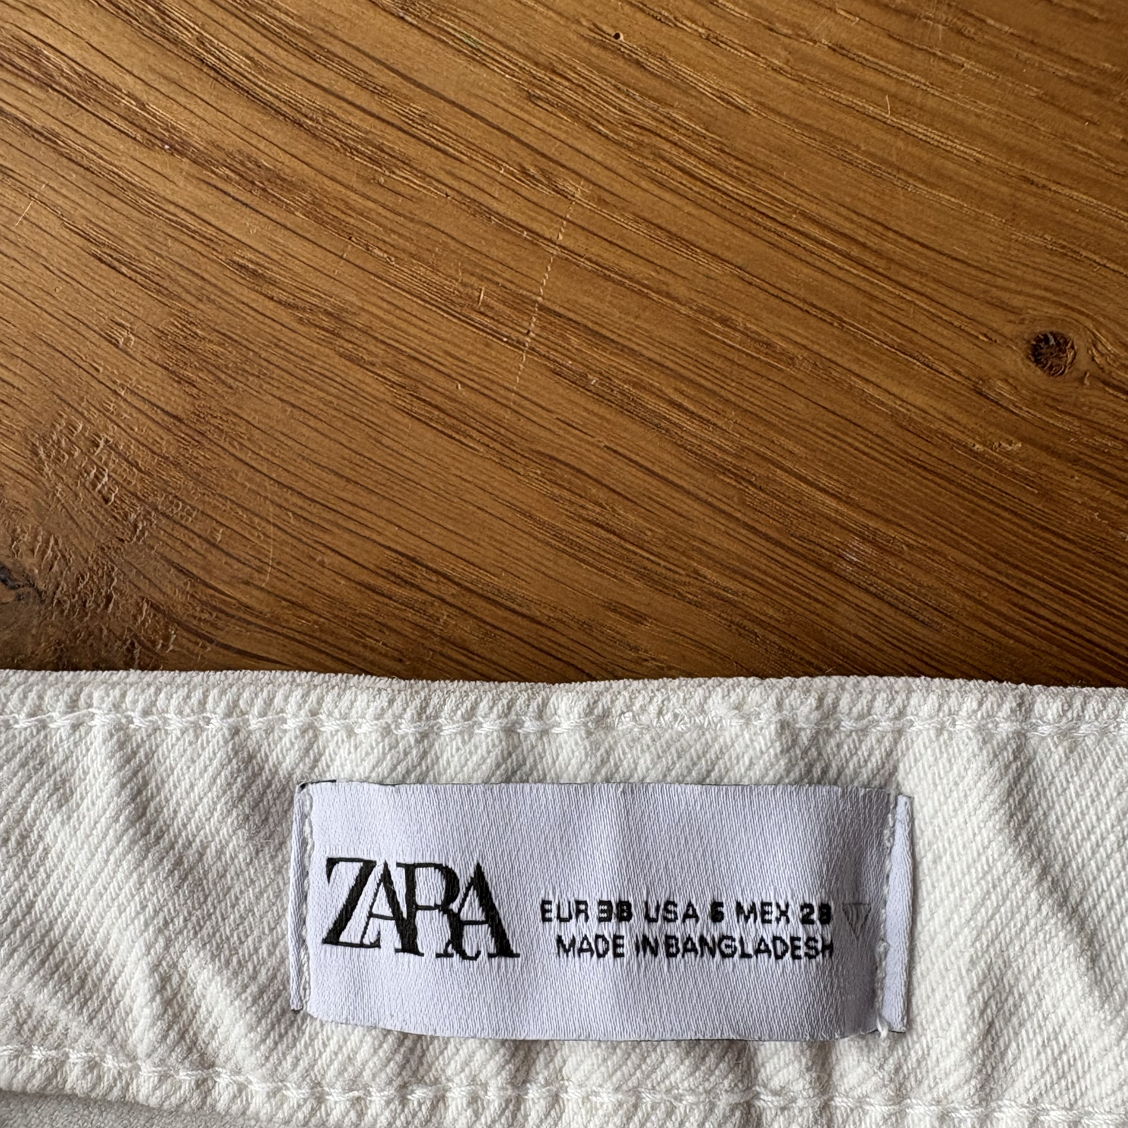 ZARA
EUR 38 USA 6 MEX 28
MADE IN BANGLADESH